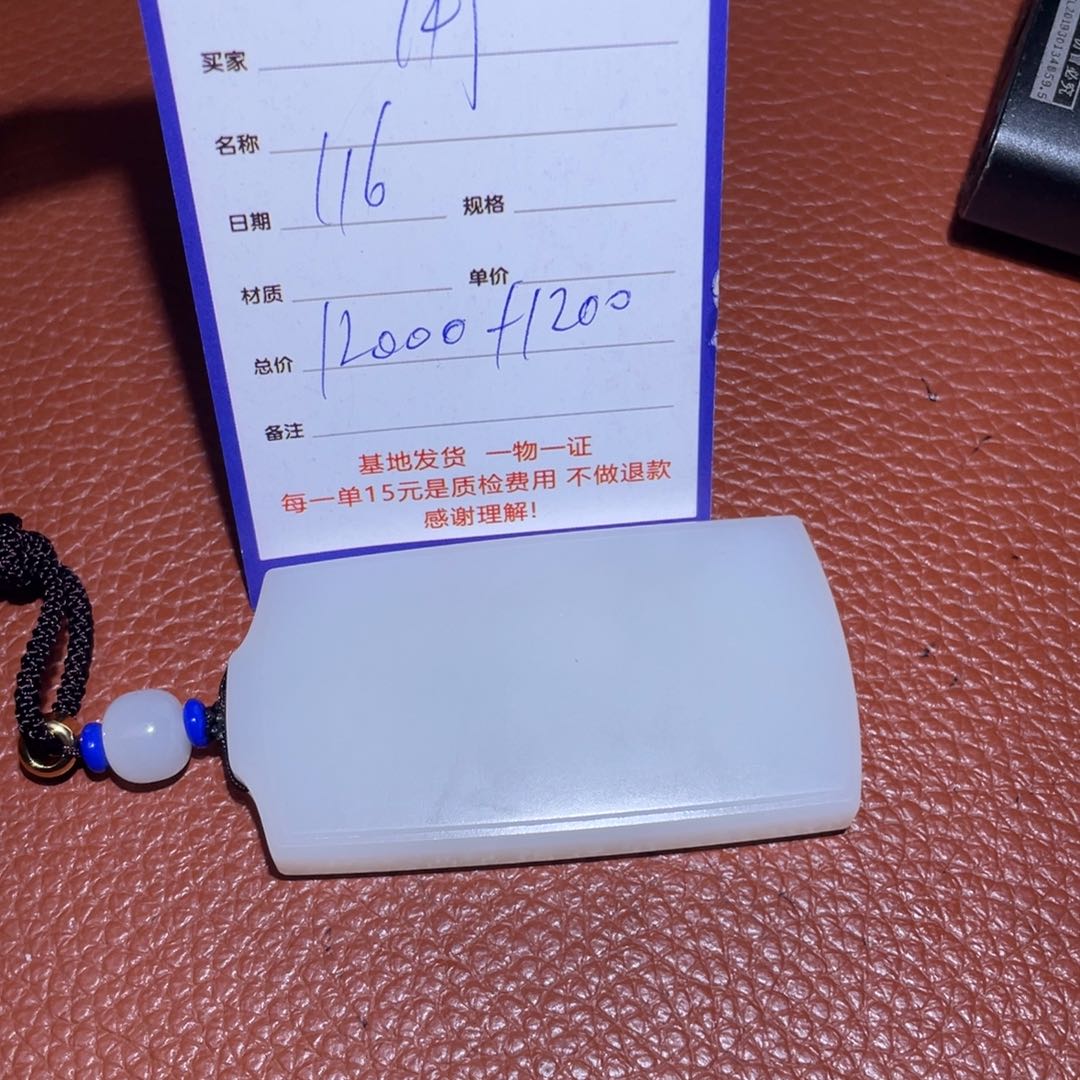 买家
名称
日期 116 规格
材质 单价
总价 12000+1200
备注
基地发货 一物一证
每一单15元是质检费用 不做退款
感谢理解!